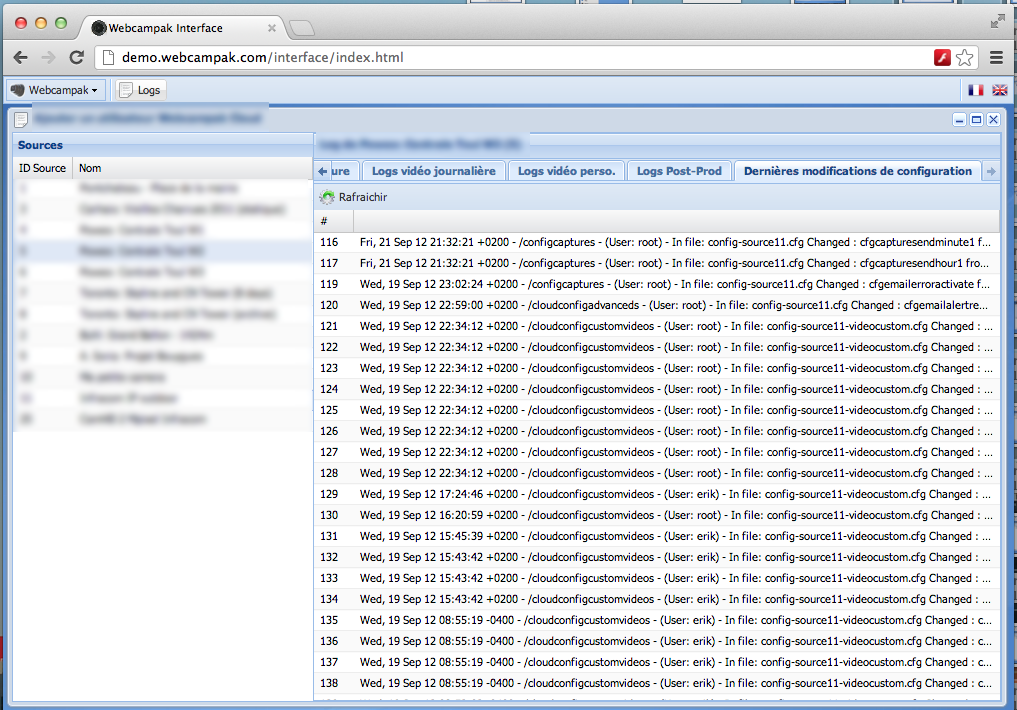 Webcampak Interface
demo.webcampak.com/interface/index.html
Webcampak
Logs
Sources
ID Source
Nom
ure
Logs vidéo journalière
Logs vidéo perso.
Logs Post-Prod
Dernières modifications de configuration
Rafraichir
#
116 Fri, 21 Sep 12 21:32:21 +0200 - /configcaptures - (User: root) - In file: config-source11.cfg Changed : cfgcapturesendminute1 f...
117 Fri, 21 Sep 12 21:32:21 +0200 - /configcaptures - (User: root) - In file: config-source11.cfg Changed : cfgcapturesendhour1 fro...
119 Wed, 19 Sep 12 23:02:24 +0200 - /configcaptures - (User: root) - In file: config-source11.cfg Changed : cfgemailerroractivate f...
120 Wed, 19 Sep 12 22:59:00 +0200 - /cloudconfigadvanceds - (User: root) - In file: config-source11.cfg Changed : cfgemailalertre...
121 Wed, 19 Sep 12 22:34:12 +0200 - /cloudconfigcustomvideos - (User: root) - In file: config-source11-videocustom.cfg Changed : ...
122 Wed, 19 Sep 12 22:34:12 +0200 - /cloudconfigcustomvideos - (User: root) - In file: config-source11-videocustom.cfg Changed : ...
123 Wed, 19 Sep 12 22:34:12 +0200 - /cloudconfigcustomvideos - (User: root) - In file: config-source11-videocustom.cfg Changed : ...
124 Wed, 19 Sep 12 22:34:12 +0200 - /cloudconfigcustomvideos - (User: root) - In file: config-source11-videocustom.cfg Changed : ...
125 Wed, 19 Sep 12 22:34:12 +0200 - /cloudconfigcustomvideos - (User: root) - In file: config-source11-videocustom.cfg Changed : ...
126 Wed, 19 Sep 12 22:34:12 +0200 - /cloudconfigcustomvideos - (User: root) - In file: config-source11-videocustom.cfg Changed : ...
127 Wed, 19 Sep 12 22:34:12 +0200 - /cloudconfigcustomvideos - (User: root) - In file: config-source11-videocustom.cfg Changed : ...
128 Wed, 19 Sep 12 22:34:12 +0200 - /cloudconfigcustomvideos - (User: root) - In file: config-source11-videocustom.cfg Changed : ...
129 Wed, 19 Sep 12 17:24:46 +0200 - /cloudconfigcustomvideos - (User: erik) - In file: config-source11-videocustom.cfg Changed : ...
130 Wed, 19 Sep 12 16:20:59 +0200 - /cloudconfigcustomvideos - (User: root) - In file: config-source11-videocustom.cfg Changed : ...
131 Wed, 19 Sep 12 15:45:39 +0200 - /cloudconfigcustomvideos - (User: erik) - In file: config-source11-videocustom.cfg Changed : ...
132 Wed, 19 Sep 12 15:43:42 +0200 - /cloudconfigcustomvideos - (User: erik) - In file: config-source11-videocustom.cfg Changed : ...
133 Wed, 19 Sep 12 15:43:42 +0200 - /cloudconfigcustomvideos - (User: erik) - In file: config-source11-videocustom.cfg Changed : ...
134 Wed, 19 Sep 12 15:43:42 +0200 - /cloudconfigcustomvideos - (User: erik) - In file: config-source11-videocustom.cfg Changed : ...
135 Wed, 19 Sep 12 08:55:19 -0400 - /cloudconfigcustomvideos - (User: erik) - In file: config-source11-videocustom.cfg Changed : c...
136 Wed, 19 Sep 12 08:55:19 -0400 - /cloudconfigcustomvideos - (User: erik) - In file: config-source11-videocustom.cfg Changed : c...
137 Wed, 19 Sep 12 08:55:19 -0400 - /cloudconfigcustomvideos - (User: erik) - In file: config-source11-videocustom.cfg Changed : c...
138 Wed, 19 Sep 12 08:55:19 -0400 - /cloudconfigcustomvideos - (User: erik) - In file: config-source11-videocustom.cfg Changed : c...